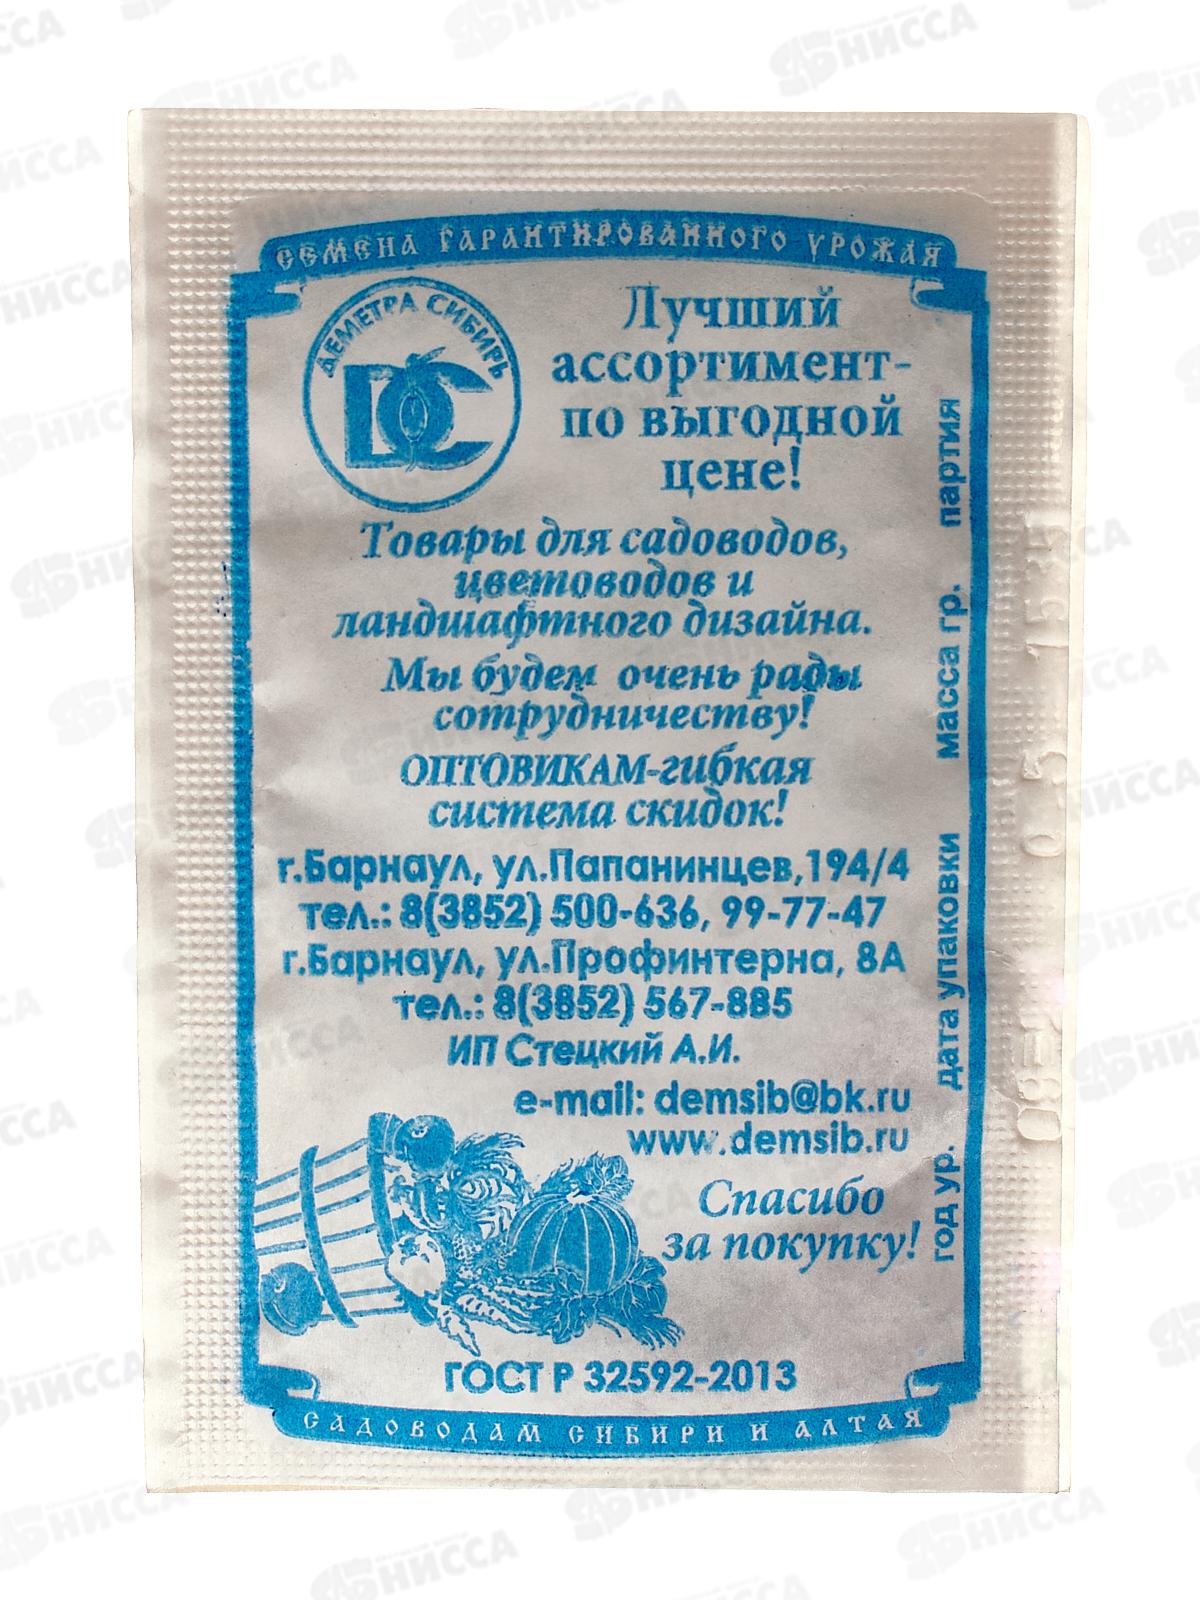 СЕМЕНА ГАРАНТИРОВАННОГО УРОЖАЯ
ДЕМЕТРА СИБИРЬ
DC
Лучший
ассортимент-
по выгодной
цене!
Товары для садоводов,
цветоводов и
ландшафтного дизайна.
Мы будем очень рады
сотрудничеству!
ОПТОВИКАМ-гибкая
система скидок!
г.Барнаул, ул.Папанинцев,194/4
тел.: 8(3852) 500-636, 99-77-47
г.Барнаул, ул.Профинтерна, 8А
тел.: 8(3852) 567-885
ИП Стецкий А.И.
e-mail: demsib@bk.ru
www.demsib.ru
Спасибо
за покупку!
ГОСТ Р 32592-2013
САДОВОДАМ СИБИРИ И АЛТАЯ
год ур. дата упаковки масса гр. партия
НИССА